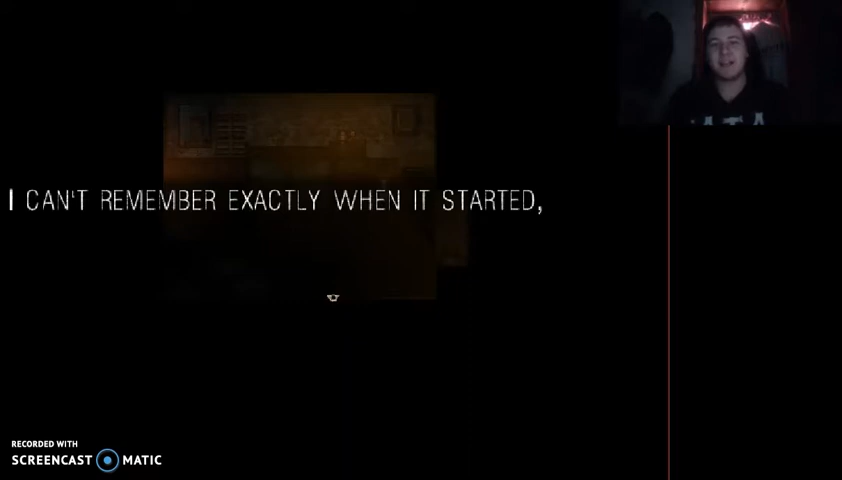 I CAN'T REMEMBER EXACTLY WHEN IT STARTED,
RECORDED WITH
SCREENCAST MATIC